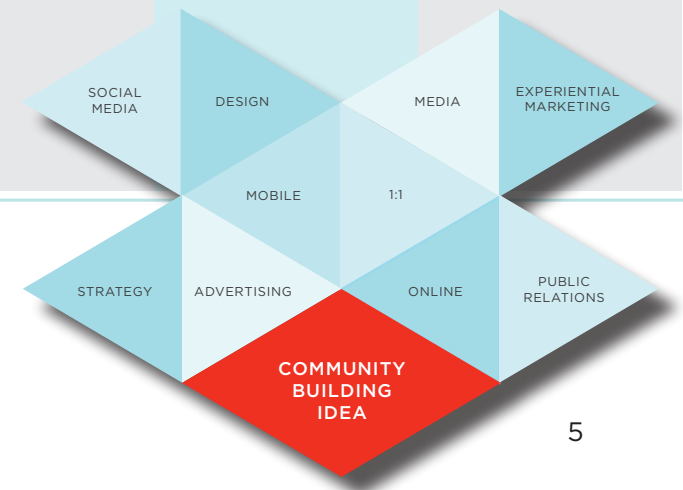 SOCIAL
MEDIA
DESIGN
MEDIA
EXPERIENTIAL
MARKETING
MOBILE
1:1
STRATEGY
ADVERTISING
ONLINE
PUBLIC
RELATIONS
COMMUNITY
BUILDING
IDEA
5